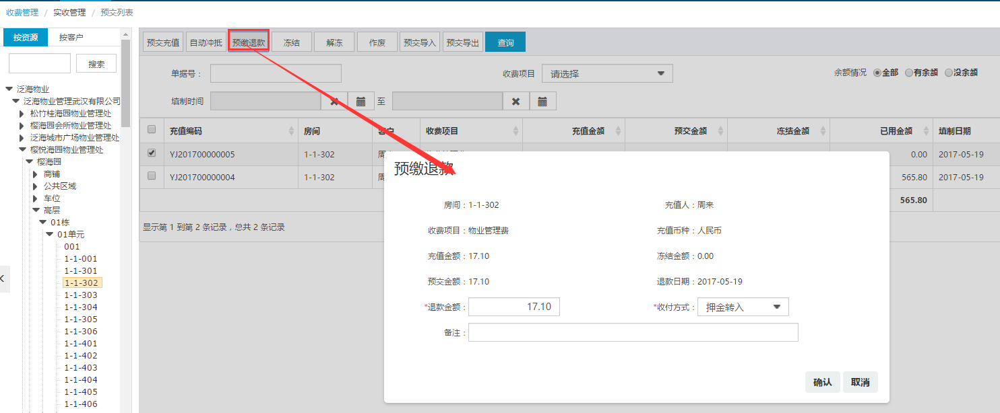 收费管理 / 实收管理 / 预交列表
按资源 按客户
搜索
泛海物业
泛海物业管理武汉有限公司
松竹桂海园物业管理处
樱海园会所物业管理处
泛海城市广场物业管理处
樱悦海园物业管理处
樱海园
商铺
公共区域
车位
高层
01栋
01单元
001
1-1-001
1-1-301
1-1-302
1-1-303
1-1-304
1-1-305
1-1-306
1-1-401
1-1-402
1-1-403
1-1-404
1-1-405
1-1-406
预交充值 自动冲抵 预缴退款 冻结 解冻 作废 预交导入 预交导出 查询
单据号： 收费项目 请选择 余额情况 全部 有余额 没余额
填制时间 至
充值编码 房间 客户 收费项目 充值金额 预交金额 冻结金额 已用金额 填制日期
YJ201700000005 1-1-302 0.00 2017-05-19
YJ201700000004 1-1-302 565.80 2017-05-19
565.80
显示第 1 到第 2 条记录，总共 2 条记录
预缴退款
房间：1-1-302 充值人：周来
收费项目：物业管理费 充值币种：人民币
充值金额：17.10 冻结金额：0.00
预交金额：17.10 退款日期：2017-05-19
*退款金额： 17.10 *收付方式： 押金转入
备注：
确认 取消